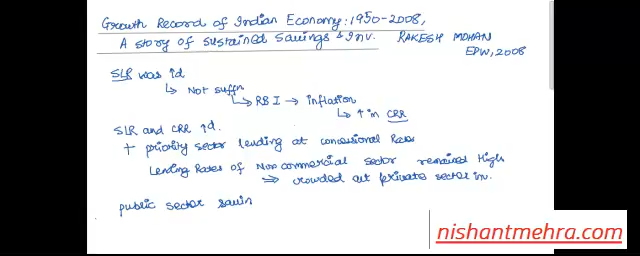 Growth Record of Indian Economy: 1950-2008,
A story of Sustained Savings & Inv. RAKESH MOHAN
EPW, 2008
SLR was ↑d
↳ Not suffn
↳ RBI → inflation
↳ ↑ in CRR
SLR and CRR ↑d.
+ priority sector lending at concessional Rates
Lending Rates of Non commercial sector remained High
⇒ crowded out private sector inv.
public sector savin
nishantmehra.com